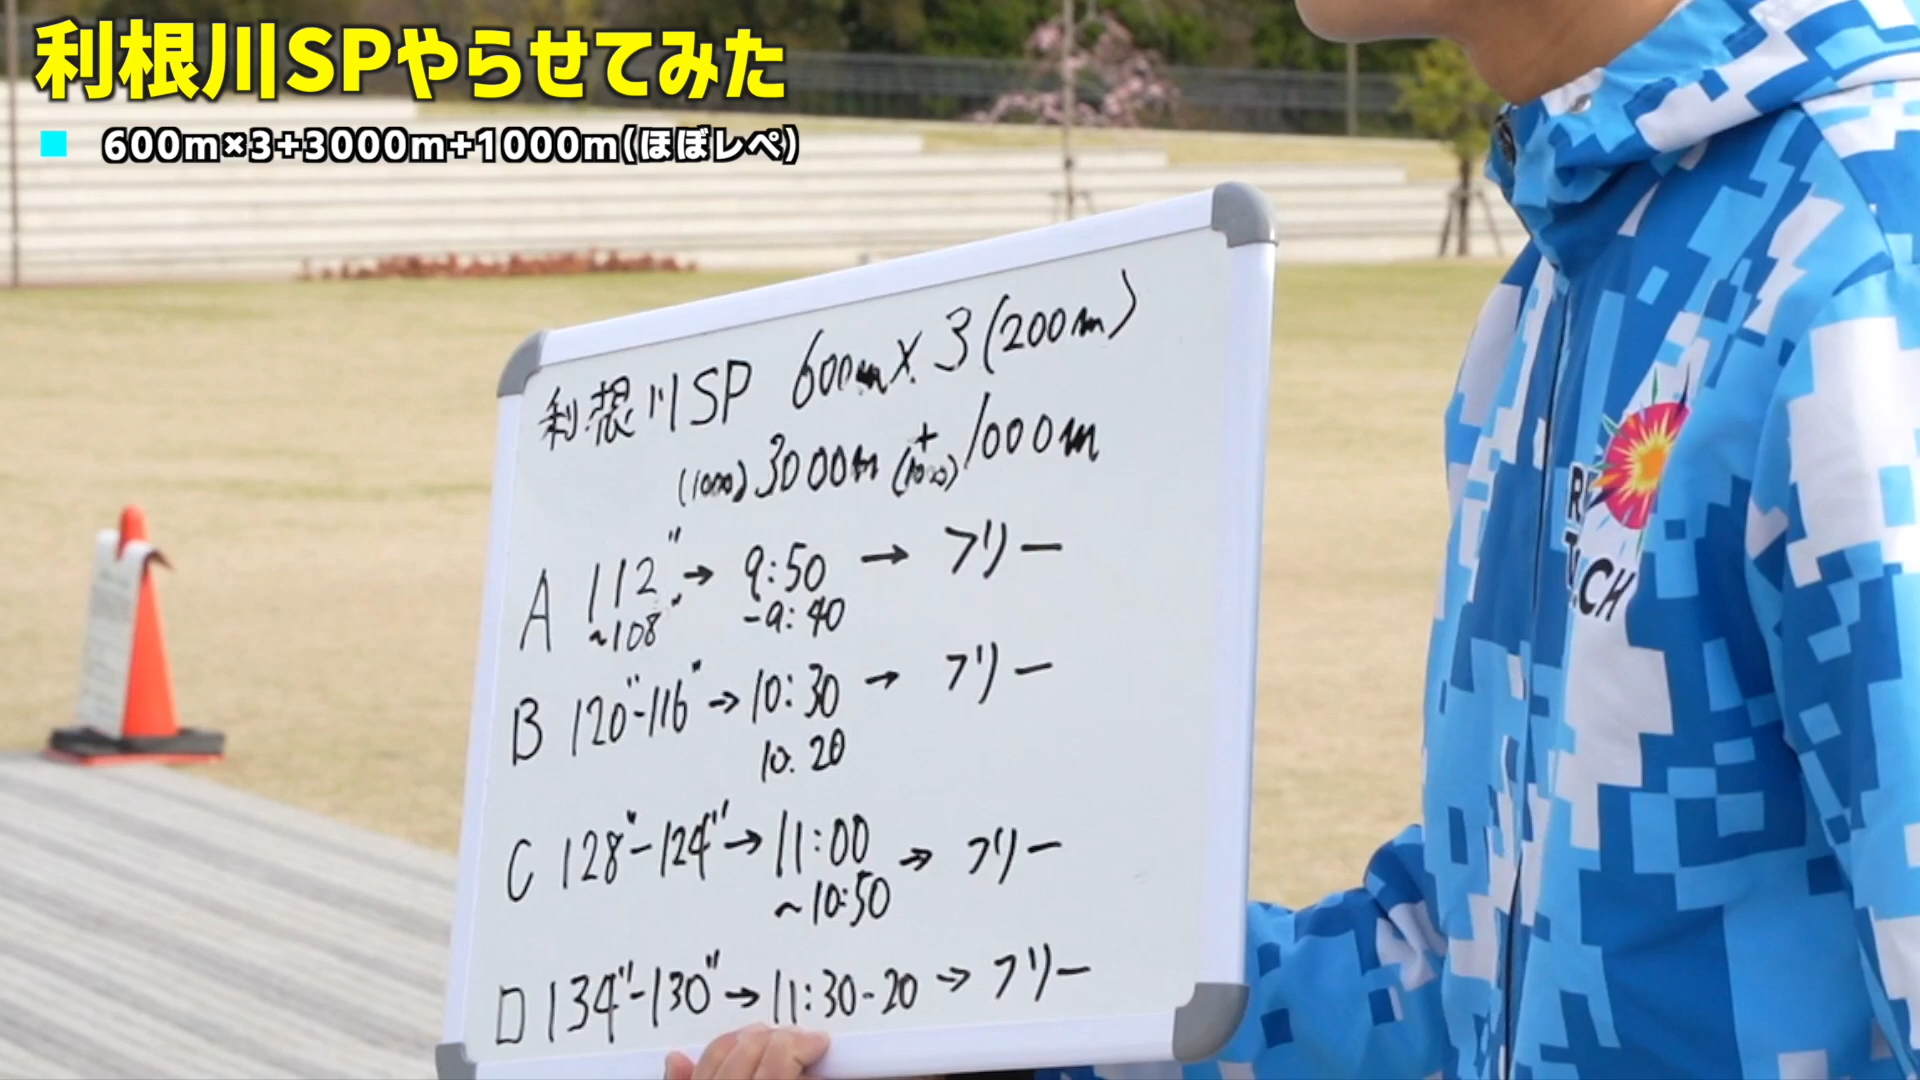 利根川SPやらせてみた
600m×3+3000m+1000m(ほぼレペ)
利根川SP 600m×3(200m)
(1000)3000m(1000)+1000m
A 112"→9:50→フリー
~108" -9:40
B 120"-116"→10:30→フリー
10.20
C 128"-124"→11:00→フリー
~10:50
D 134"-130"→11:30-20→フリー